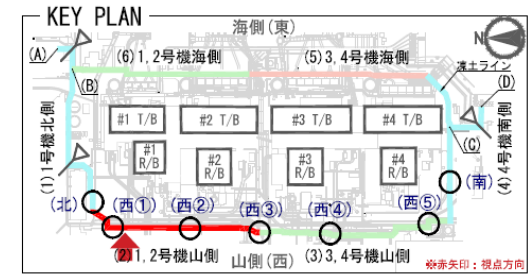 KEY PLAN
海側(東)
N
(A)
(B)
(6)1,2号機海側
(5)3,4号機海側
凍土ライン
(D)
#1 T/B
#2 T/B
#3 T/B
#4 T/B
(C)
#1
R/B
#2
R/B
#3
R/B
#4
R/B
(1)1号機北側
(4)4号機南側
(北)
(西①)
(西②)
(西③)
(西④)
(西⑤)
(南)
(2)1,2号機山側
山側(西)
(3)3,4号機山側
※赤矢印:視点方向